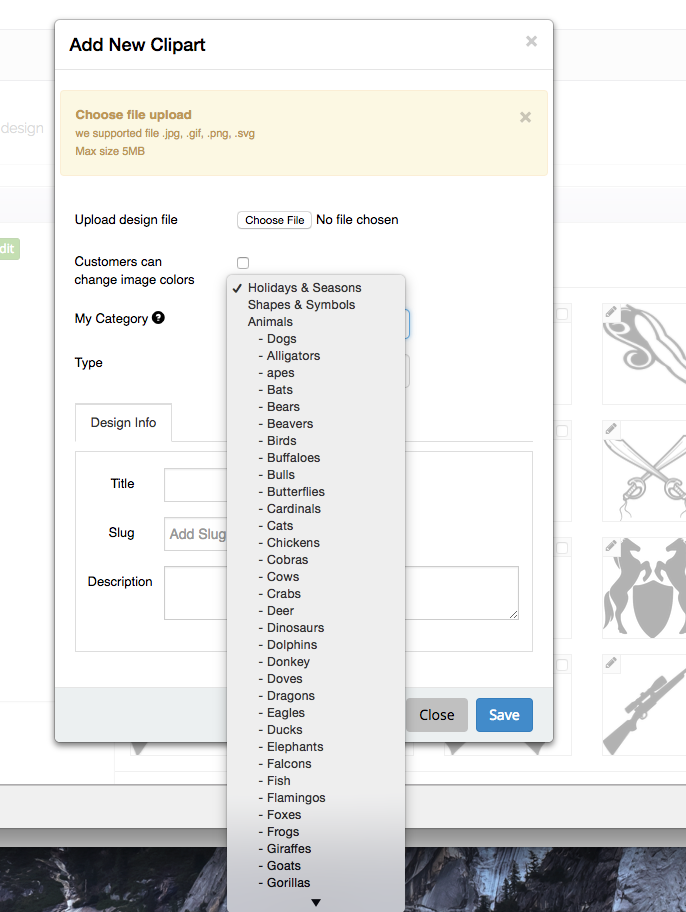 Add New Clipart
×
Choose file upload
×
we supported file .jpg, .gif, .png, .svg
Max size 5MB
design
Upload design file
Choose File No file chosen
dit
Customers can
change image colors
✓ Holidays & Seasons
Shapes & Symbols
My Category ?
Animals
- Dogs
- Alligators
Type
- apes
- Bats
- Bears
- Beavers
Design Info
- Birds
- Buffaloes
- Bulls
Title
- Butterflies
- Cardinals
- Cats
Slug
Add Slug
- Chickens
- Cobras
- Cows
Description
- Crabs
- Deer
- Dinosaurs
- Dolphins
- Donkey
- Doves
- Dragons
- Eagles
Close
Save
- Ducks
- Elephants
- Falcons
- Fish
- Flamingos
- Foxes
- Frogs
- Giraffes
- Goats
- Gorillas